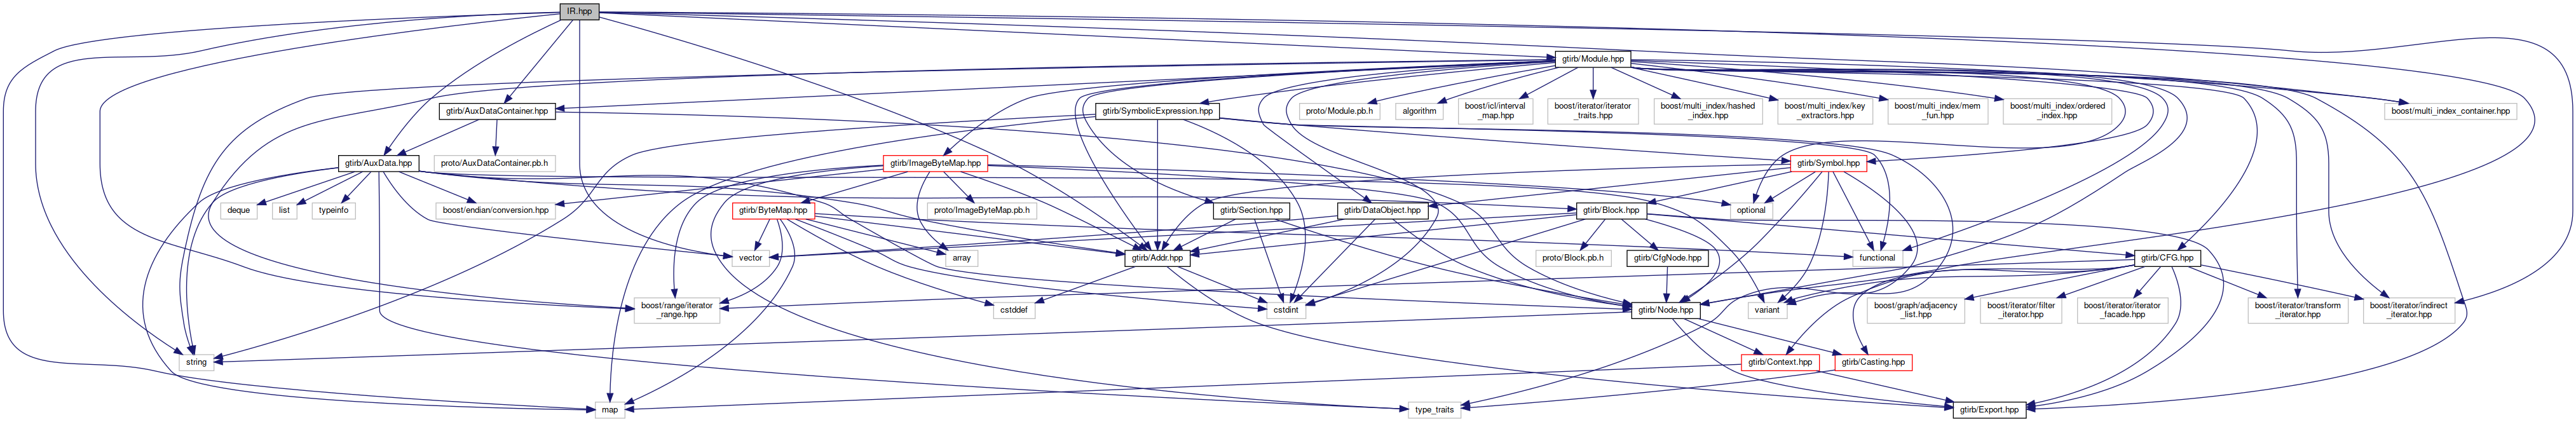 IR.hpp
gtirb/Module.hpp
gtirb/AuxDataContainer.hpp
gtirb/SymbolicExpression.hpp
proto/Module.pb.h
algorithm
boost/icl/interval
_map.hpp
boost/iterator/iterator
_traits.hpp
boost/multi_index/hashed
_index.hpp
boost/multi_index/key
_extractors.hpp
boost/multi_index/mem
_fun.hpp
boost/multi_index/ordered
_index.hpp
boost/multi_index_container.hpp
gtirb/AuxData.hpp
proto/AuxDataContainer.pb.h
gtirb/ImageByteMap.hpp
gtirb/Symbol.hpp
deque
list
typeinfo
boost/endian/conversion.hpp
gtirb/ByteMap.hpp
proto/ImageByteMap.pb.h
gtirb/Section.hpp
gtirb/DataObject.hpp
gtirb/Block.hpp
optional
vector
array
gtirb/Addr.hpp
proto/Block.pb.h
gtirb/CfgNode.hpp
functional
gtirb/CFG.hpp
boost/range/iterator
_range.hpp
cstddef
cstdint
gtirb/Node.hpp
variant
boost/graph/adjacency
_list.hpp
boost/iterator/filter
_iterator.hpp
boost/iterator/iterator
_facade.hpp
boost/iterator/transform
_iterator.hpp
boost/iterator/indirect
_iterator.hpp
string
gtirb/Context.hpp
gtirb/Casting.hpp
map
type_traits
gtirb/Export.hpp